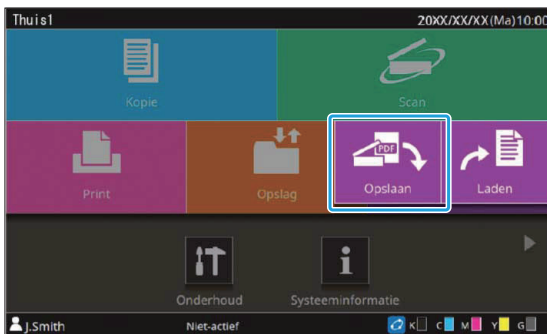 Thuis1 20XX/XX/XX(Ma)10:00
Kopie Scan
PDF
Print Opslag Opslaan Laden
i
Onderhoud Systeeminformatie
J.Smith Niet-actief K C M Y G